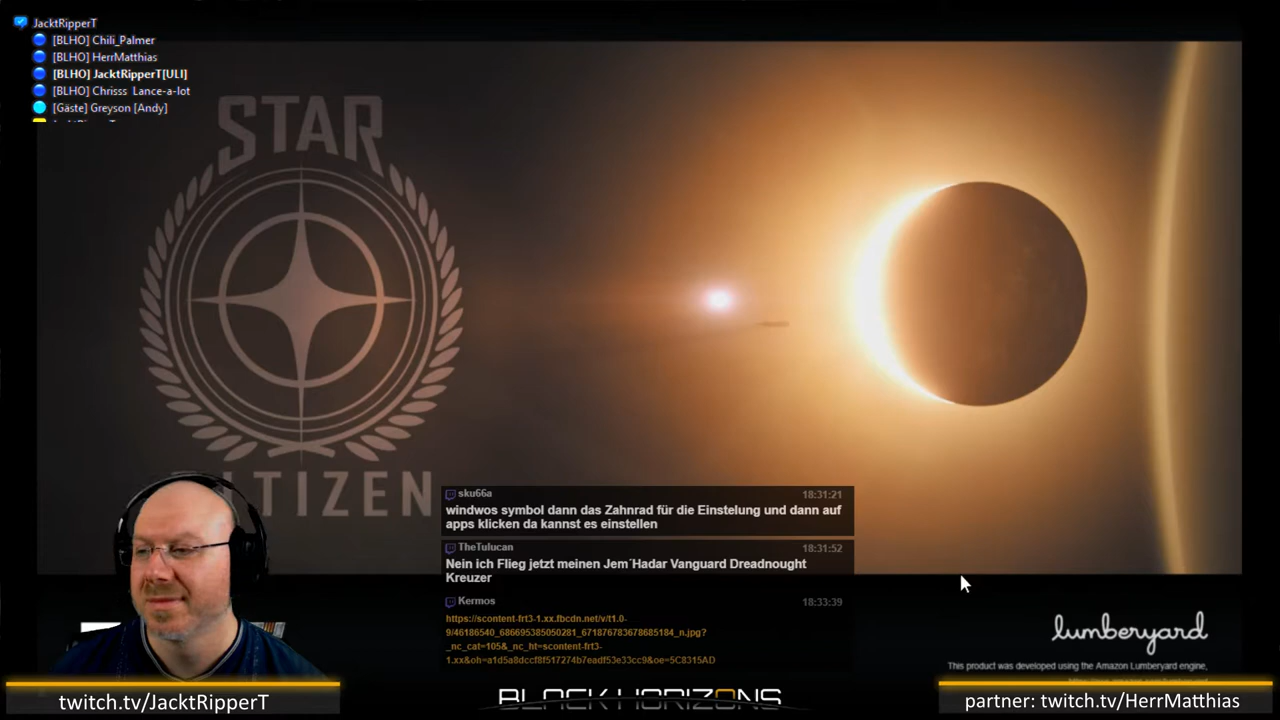 JacktRipperT
[BLHO] Chili_Palmer
[BLHO] HerrMatthias
[BLHO] JacktRipperT[ULI]
[BLHO] Chrisss Lance-a-lot
[Gäste] Greyson [Andy]
STAR
CITIZEN
sku66a 18:31:21
windwos symbol dann das Zahnrad für die Einstelung und dann auf
apps klicken da kannst es einstellen
TheTulucan 18:31:52
Nein ich Flieg jetzt meinen Jem´Hadar Vanguard Dreadnought
Kreuzer
Kermos 18:33:39
https://scontent-frt3-1.xx.fbcdn.net/v/t1.0-
9/46186540_686695385050281_671876783678685184_n.jpg?
_nc_cat=105&_nc_ht=scontent-frt3-
1.xx&oh=a1d5a8dccf8f517274b7eadf53e33cc9&oe=5C8315AD
lumberyard
This product was developed using the Amazon Lumberyard engine,
twitch.tv/JacktRipperT
BLACK HORIZONS
partner: twitch.tv/HerrMatthias